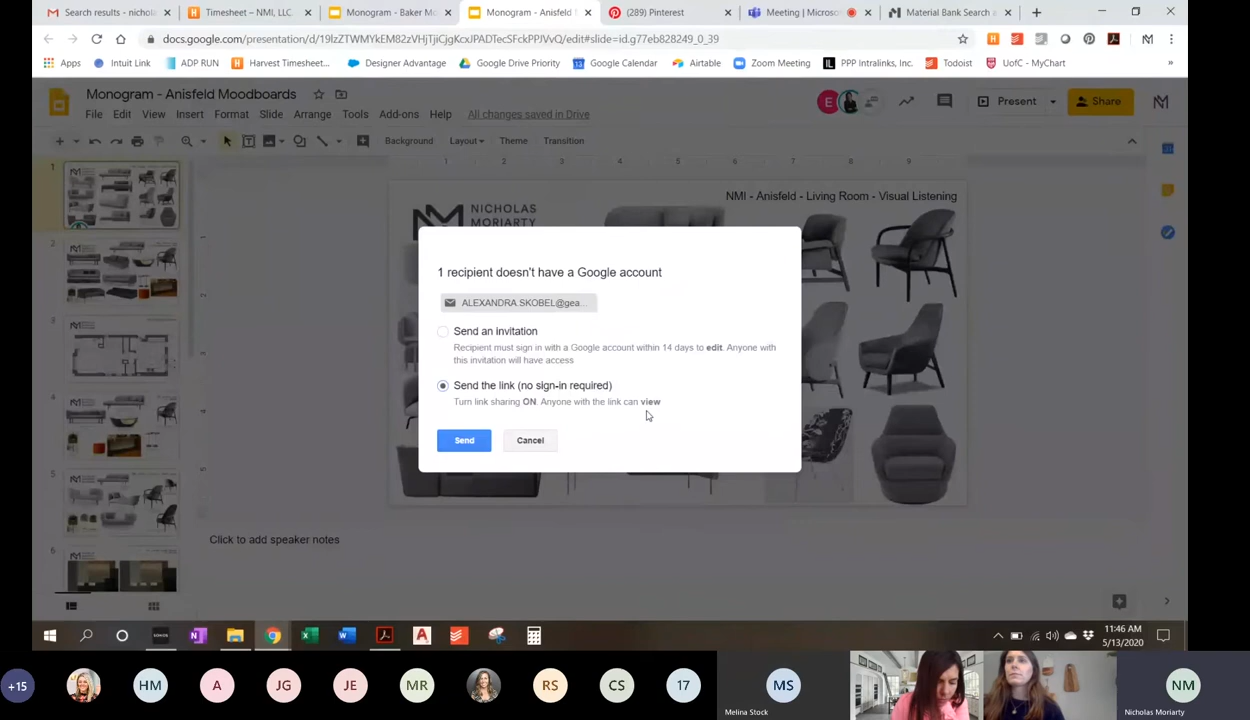 Search results - nichol
Timesheet – NMI, LLC.
Monogram - Baker Mo
Monogram - Anisfeld M
(289) Pinterest
Meeting | Microso
Material Bank Search
docs.google.com/presentation/d/19lzZTWMYkEM82zVHjTjiCjgKcxJPADTecSFckPPJVvQ/edit#slide=id.g77eb828249_0_39
Apps
Intuit Link
ADP RUN
Harvest Timesheet...
Designer Advantage
Google Drive Priority
Google Calendar
Airtable
Zoom Meeting
PPP Intralinks, Inc.
Todoist
UofC - MyChart
Monogram - Anisfeld Moodboards
E
Present
Share
File Edit View Insert Format Slide Arrange Tools Add-ons Help All changes saved in Drive
Background Layout Theme Transition
NMI - Anisfeld - Living Room - Visual Listening
NICHOLAS
MORIARTY
1 recipient doesn't have a Google account
ALEXANDRA.SKOBEL@gea...
Send an invitation
Recipient must sign in with a Google account within 14 days to edit. Anyone with
this invitation will have access
Send the link (no sign-in required)
Turn link sharing ON. Anyone with the link can view
Send Cancel
1
2
3
4
5
6
Click to add speaker notes
11:46 AM
5/13/2020
+15
HM
A
JG
JE
MR
RS
CS
17
MS
NM
Melina Stock
Nicholas Moriarty